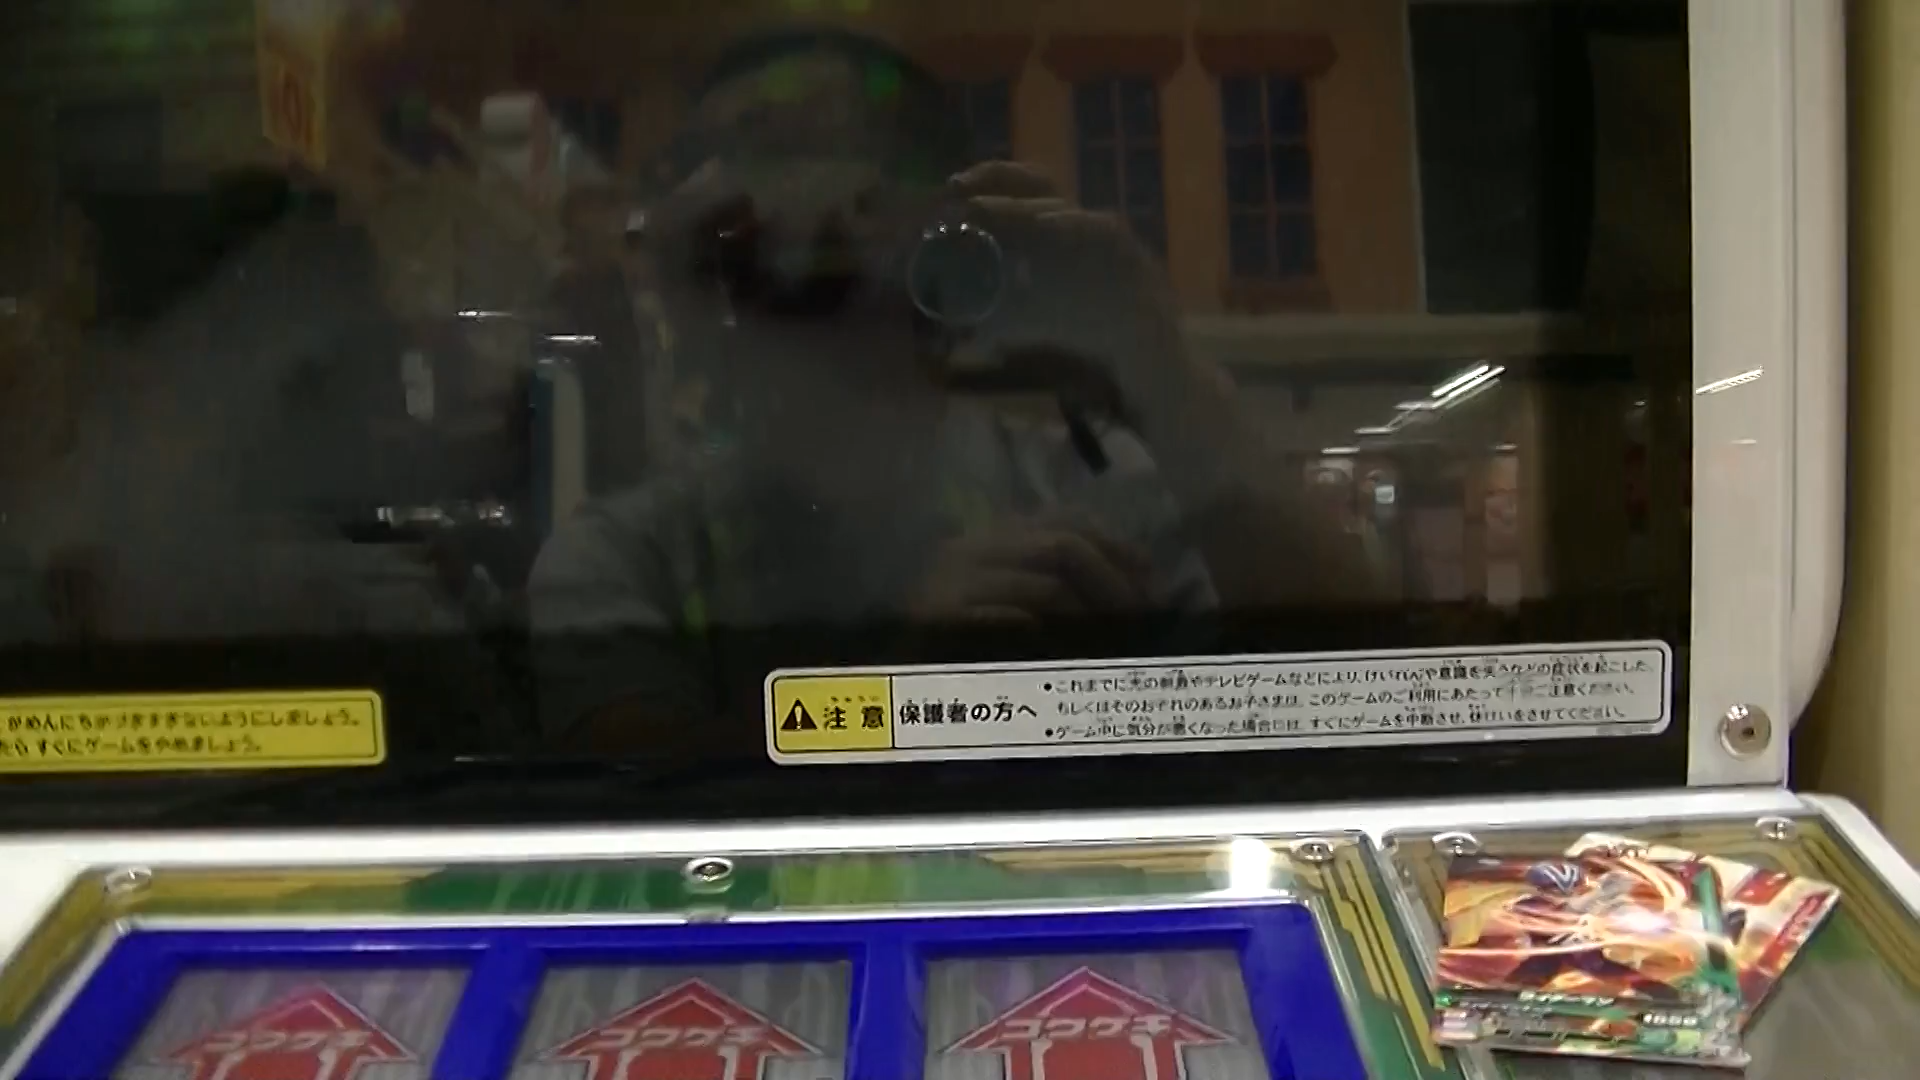 がめんにちかづきすぎないようにしましょう。
たら すぐにゲームをやめましょう。
注意
保護者の方へ
●これまでに光の刺激やテレビゲームなどにより、けいれんや意識を失うなどの症状を起こした、
もしくはそのおそれのあるお子さまは、このゲームのご利用にあたって十分ご注意ください。
●ゲーム中に気分が悪くなった場合には、すぐにゲームを中断させ、休けいをさせてください。
コウゲキ
コウゲキ
コウゲキ